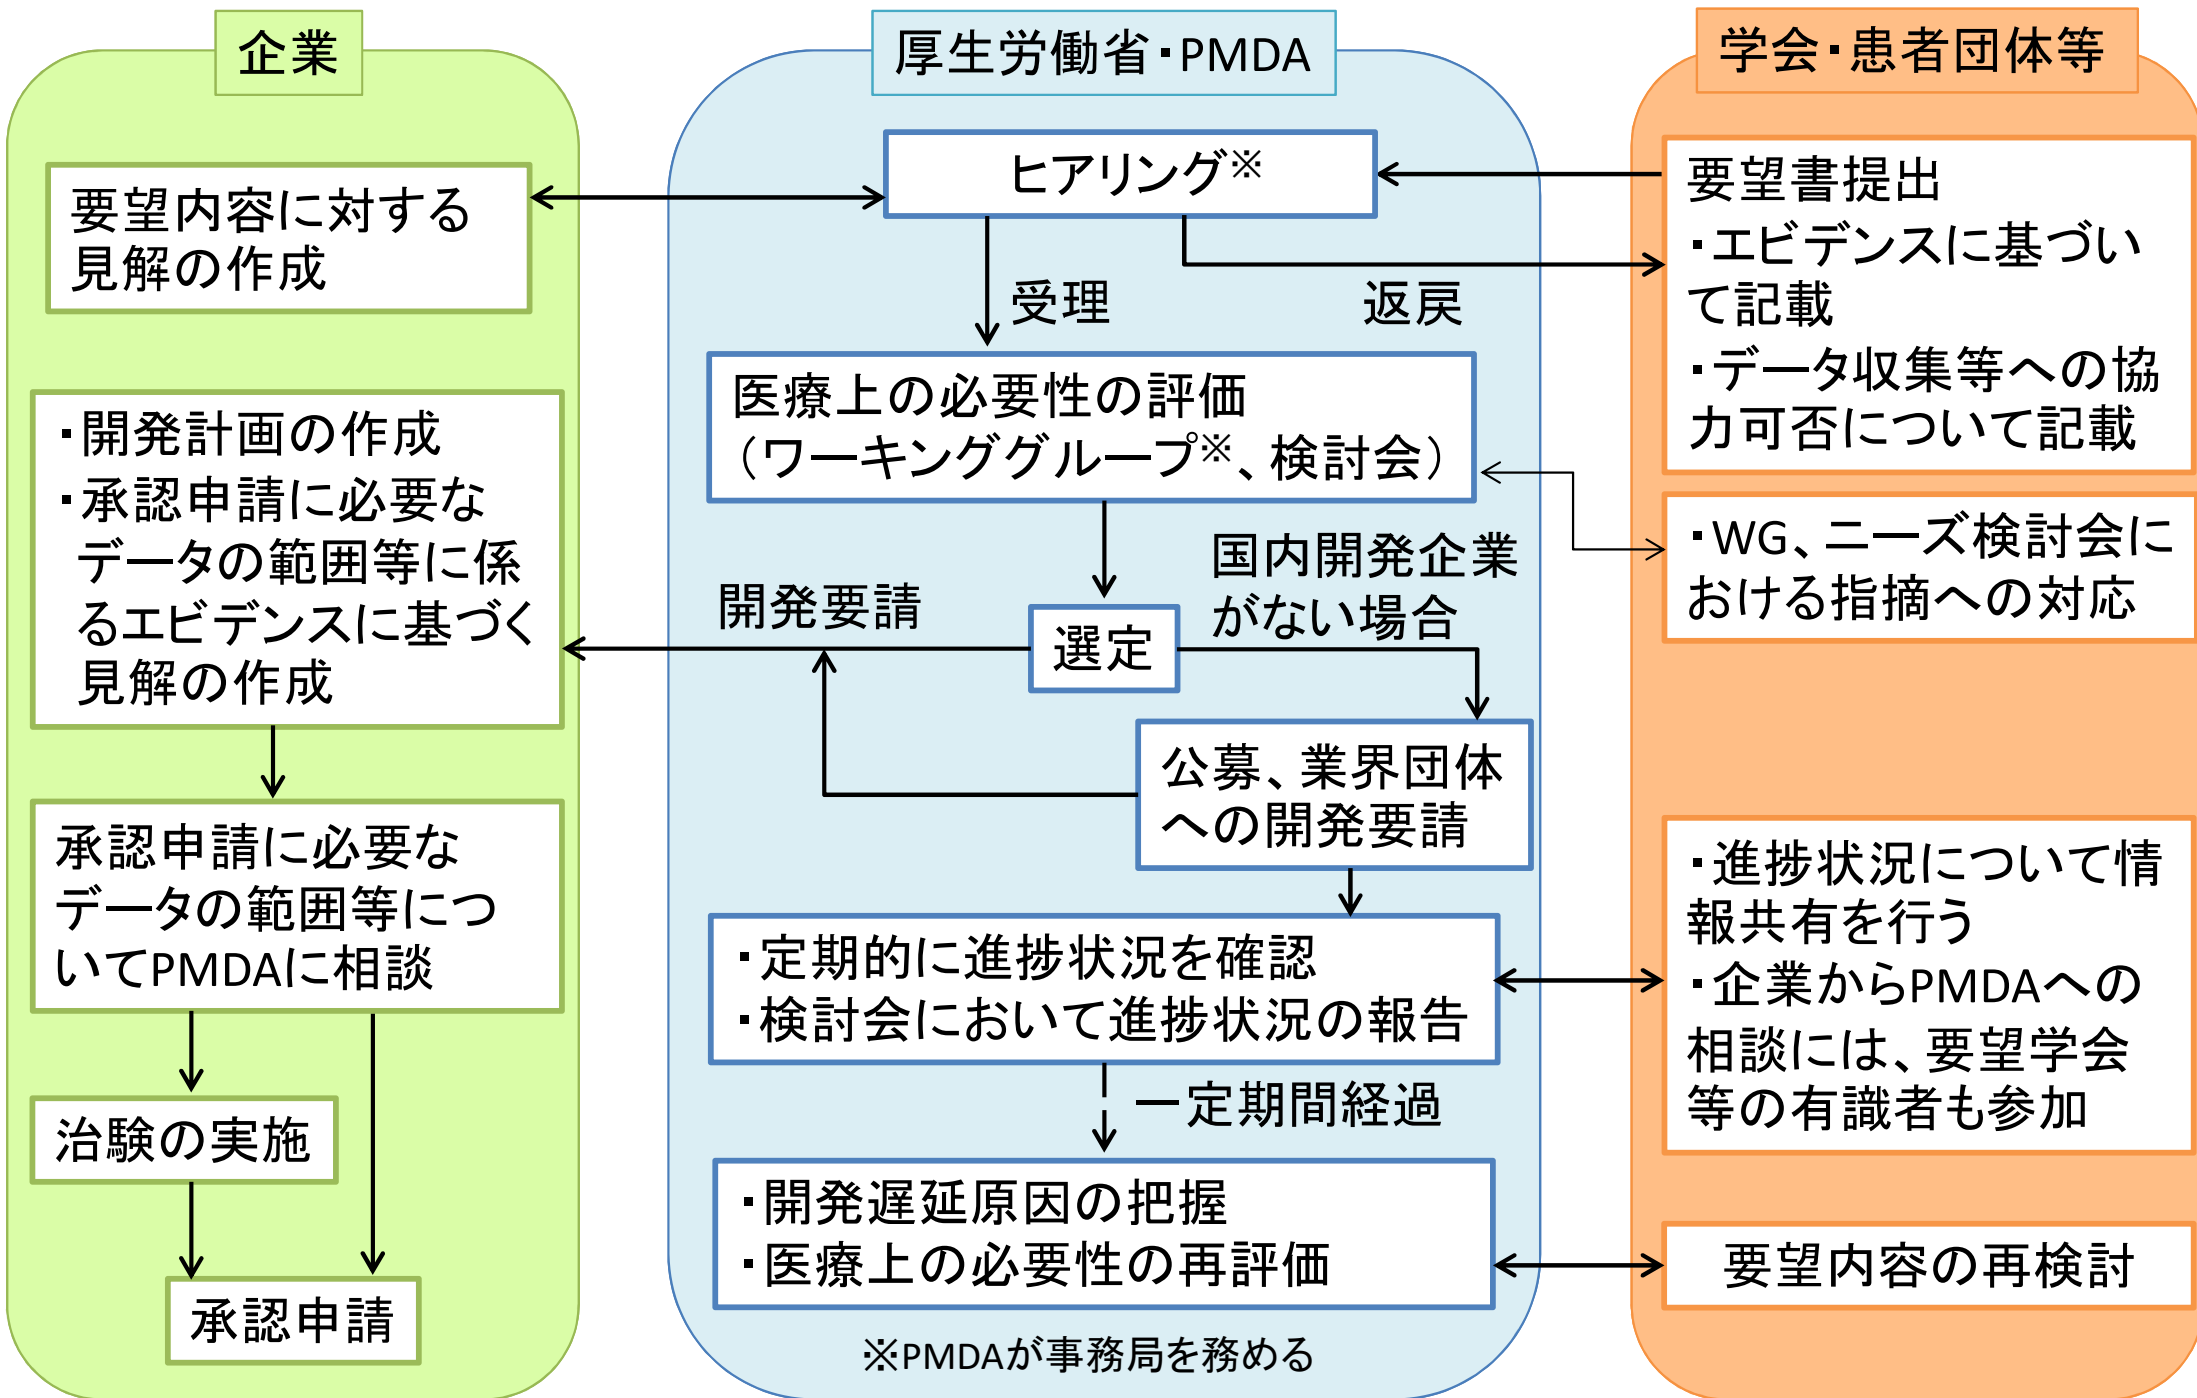 企業
要望内容に対する
見解の作成
・開発計画の作成
・承認申請に必要な
データの範囲等に係
るエビデンスに基づく
見解の作成
承認申請に必要な
データの範囲等につ
いてPMDAに相談
治験の実施
承認申請
厚生労働省・PMDA
ヒアリング※
受理
返戻
医療上の必要性の評価
（ワーキンググループ※、検討会）
開発要請
国内開発企業
がない場合
選定
公募、業界団体
への開発要請
・定期的に進捗状況を確認
・検討会において進捗状況の報告
一定期間経過
・開発遅延原因の把握
・医療上の必要性の再評価
※PMDAが事務局を務める
学会・患者団体等
要望書提出
・エビデンスに基づい
て記載
・データ収集等への協
力可否について記載
・WG、ニーズ検討会に
おける指摘への対応
・進捗状況について情
報共有を行う
・企業からPMDAへの
相談には、要望学会
等の有識者も参加
要望内容の再検討